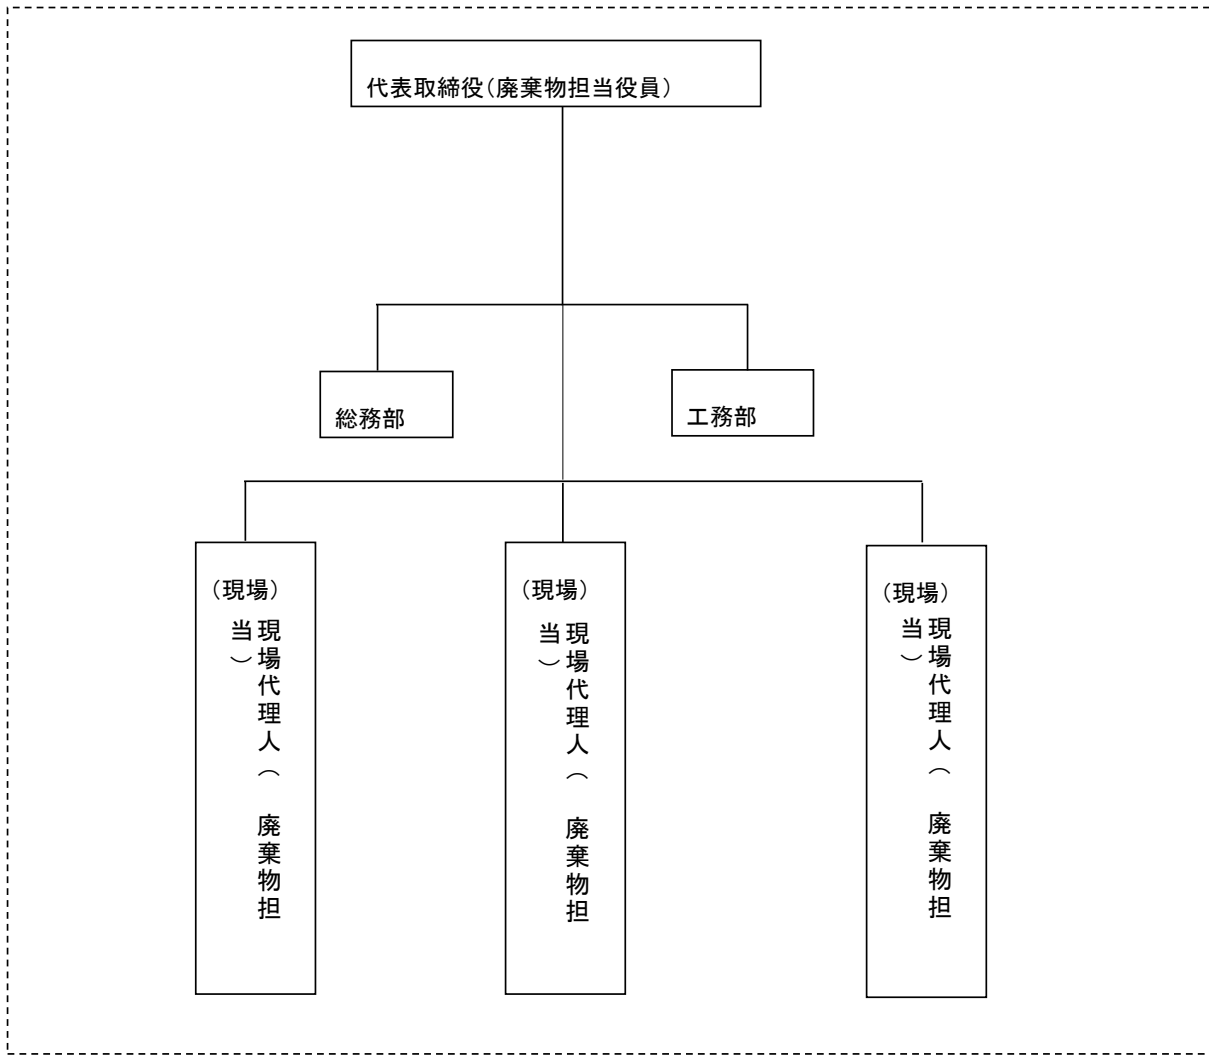 代表取締役（廃棄物担当役員）
総務部
工務部
（現場）
現場代理人（　廃棄物担
当）
（現場）
現場代理人（　廃棄物担
当）
（現場）
現場代理人（　廃棄物担
当）